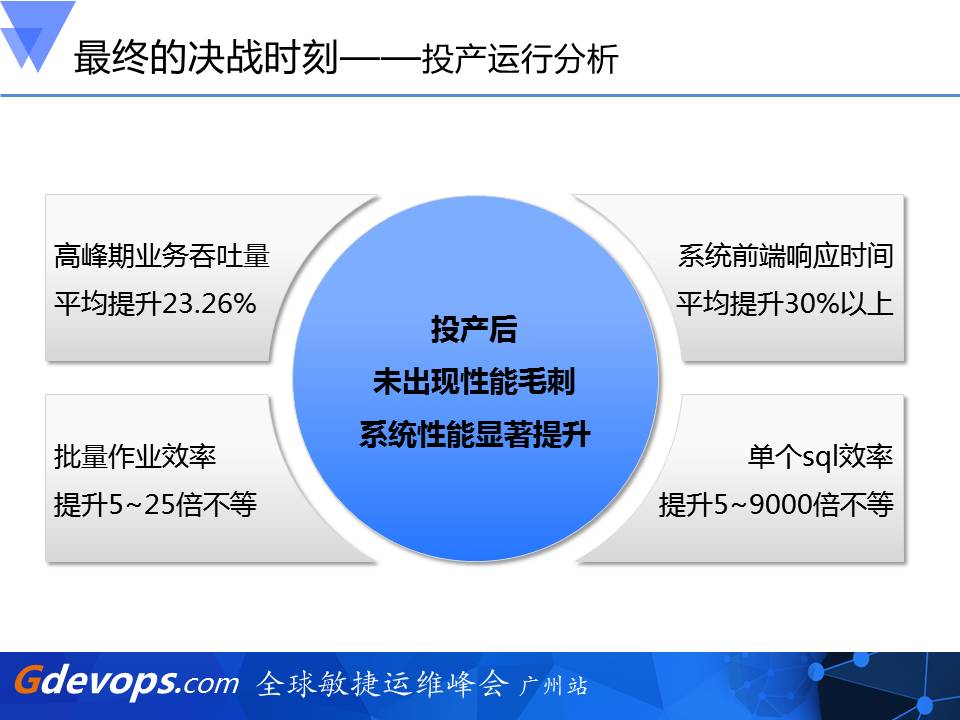 最终的决战时刻——投产运行分析
高峰期业务吞吐量
平均提升23.26%
系统前端响应时间
平均提升30%以上
投产后
未出现性能毛刺
系统性能显著提升
批量作业效率
提升5~25倍不等
单个sql效率
提升5~9000倍不等
Gdevops.com 全球敏捷运维峰会 广州站